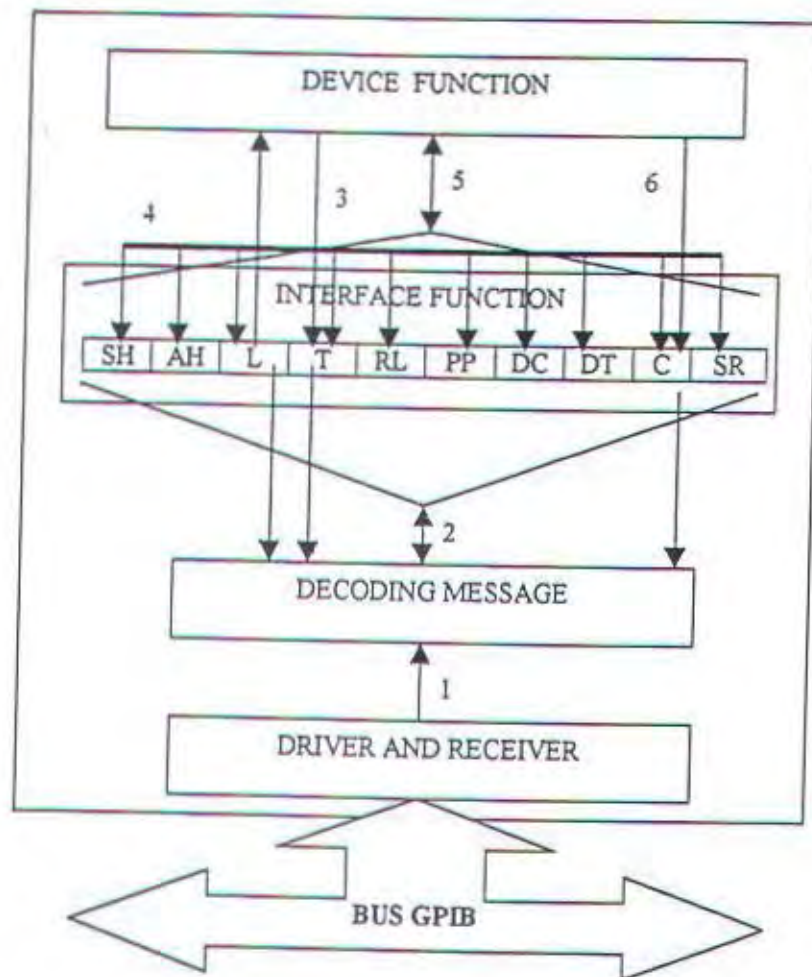 DEVICE FUNCTION
3 5 6
4
INTERFACE FUNCTION
SH AH L T RL PP DC DT C SR
2
DECODING MESSAGE
1
DRIVER AND RECEIVER
BUS GPIB